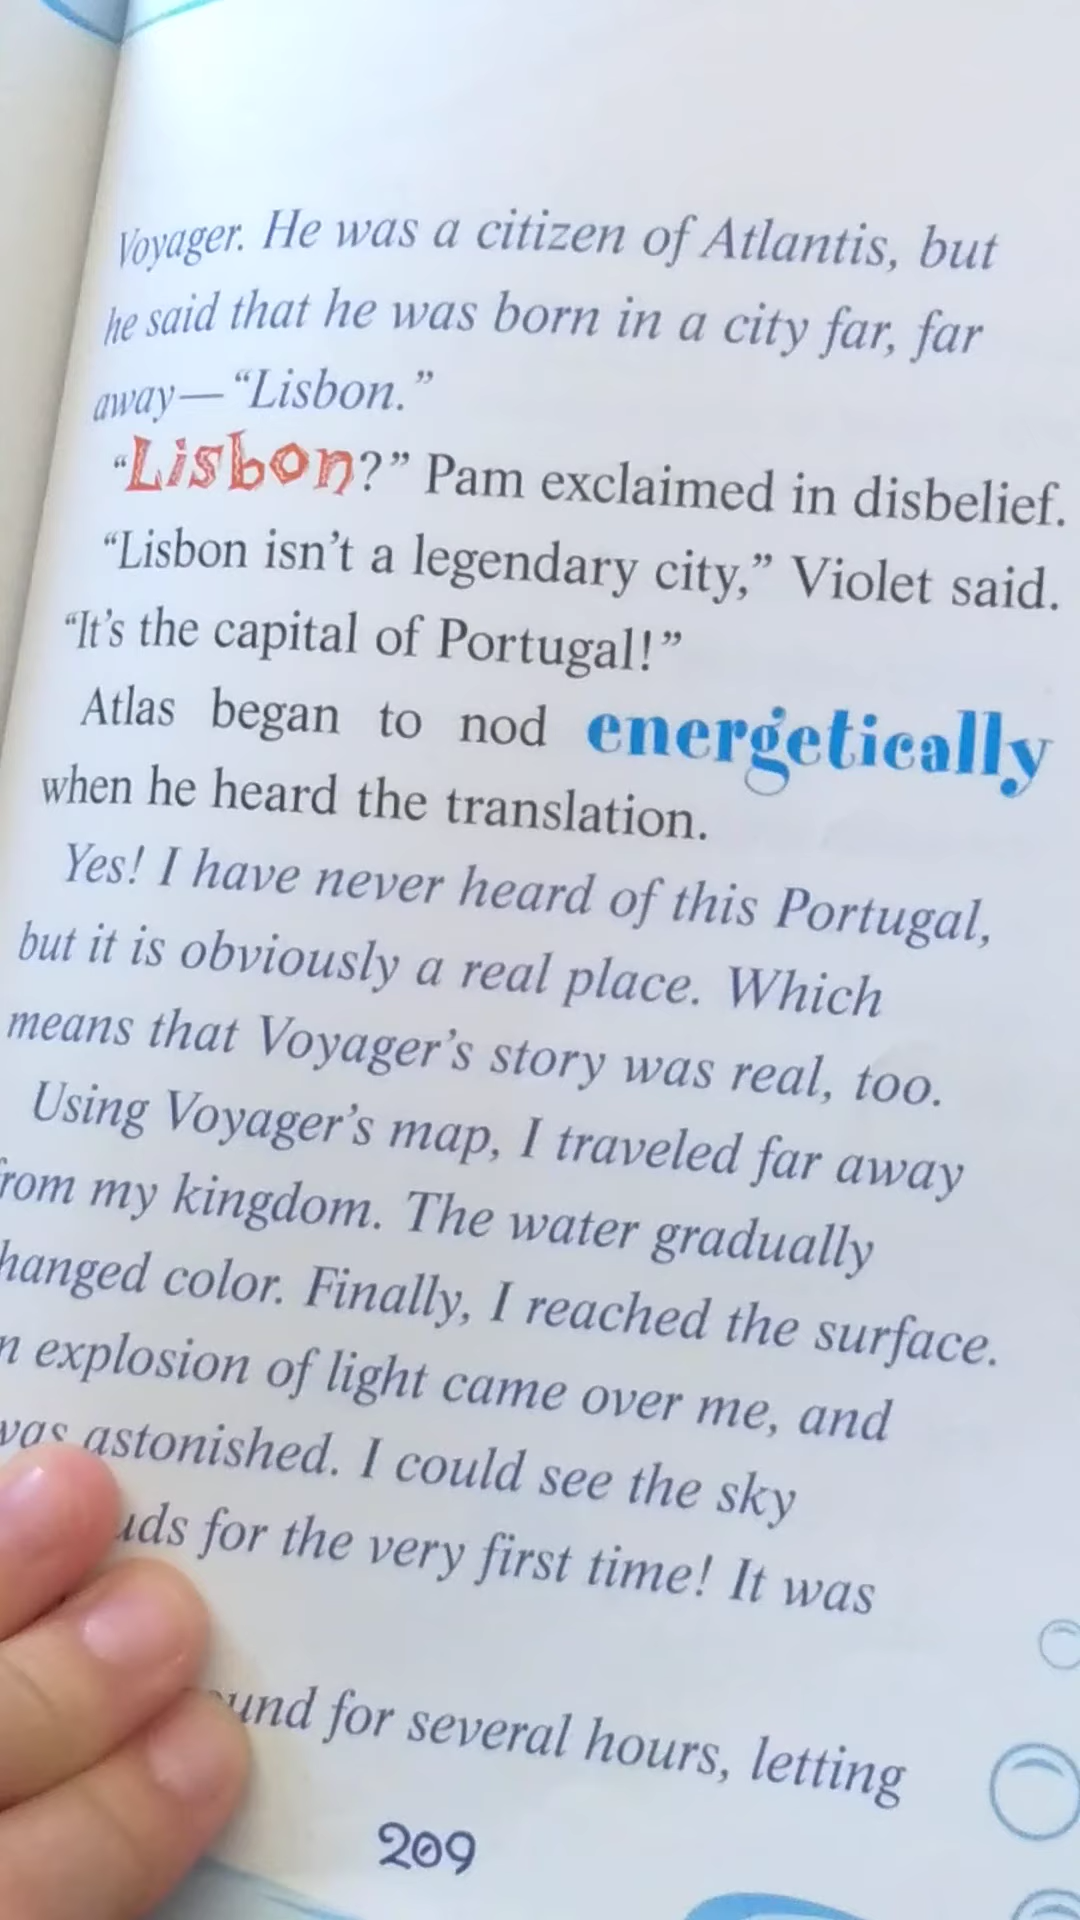 Voyager. He was a citizen of Atlantis, but
he said that he was born in a city far, far
away—“Lisbon.”
“Lisbon?” Pam exclaimed in disbelief.
“Lisbon isn’t a legendary city,” Violet said.
“It’s the capital of Portugal!”
Atlas began to nod energetically
when he heard the translation.
Yes! I have never heard of this Portugal,
but it is obviously a real place. Which
means that Voyager’s story was real, too.
Using Voyager’s map, I traveled far away
from my kingdom. The water gradually
hanged color. Finally, I reached the surface.
n explosion of light came over me, and
was astonished. I could see the sky
uds for the very first time! It was
und for several hours, letting
209